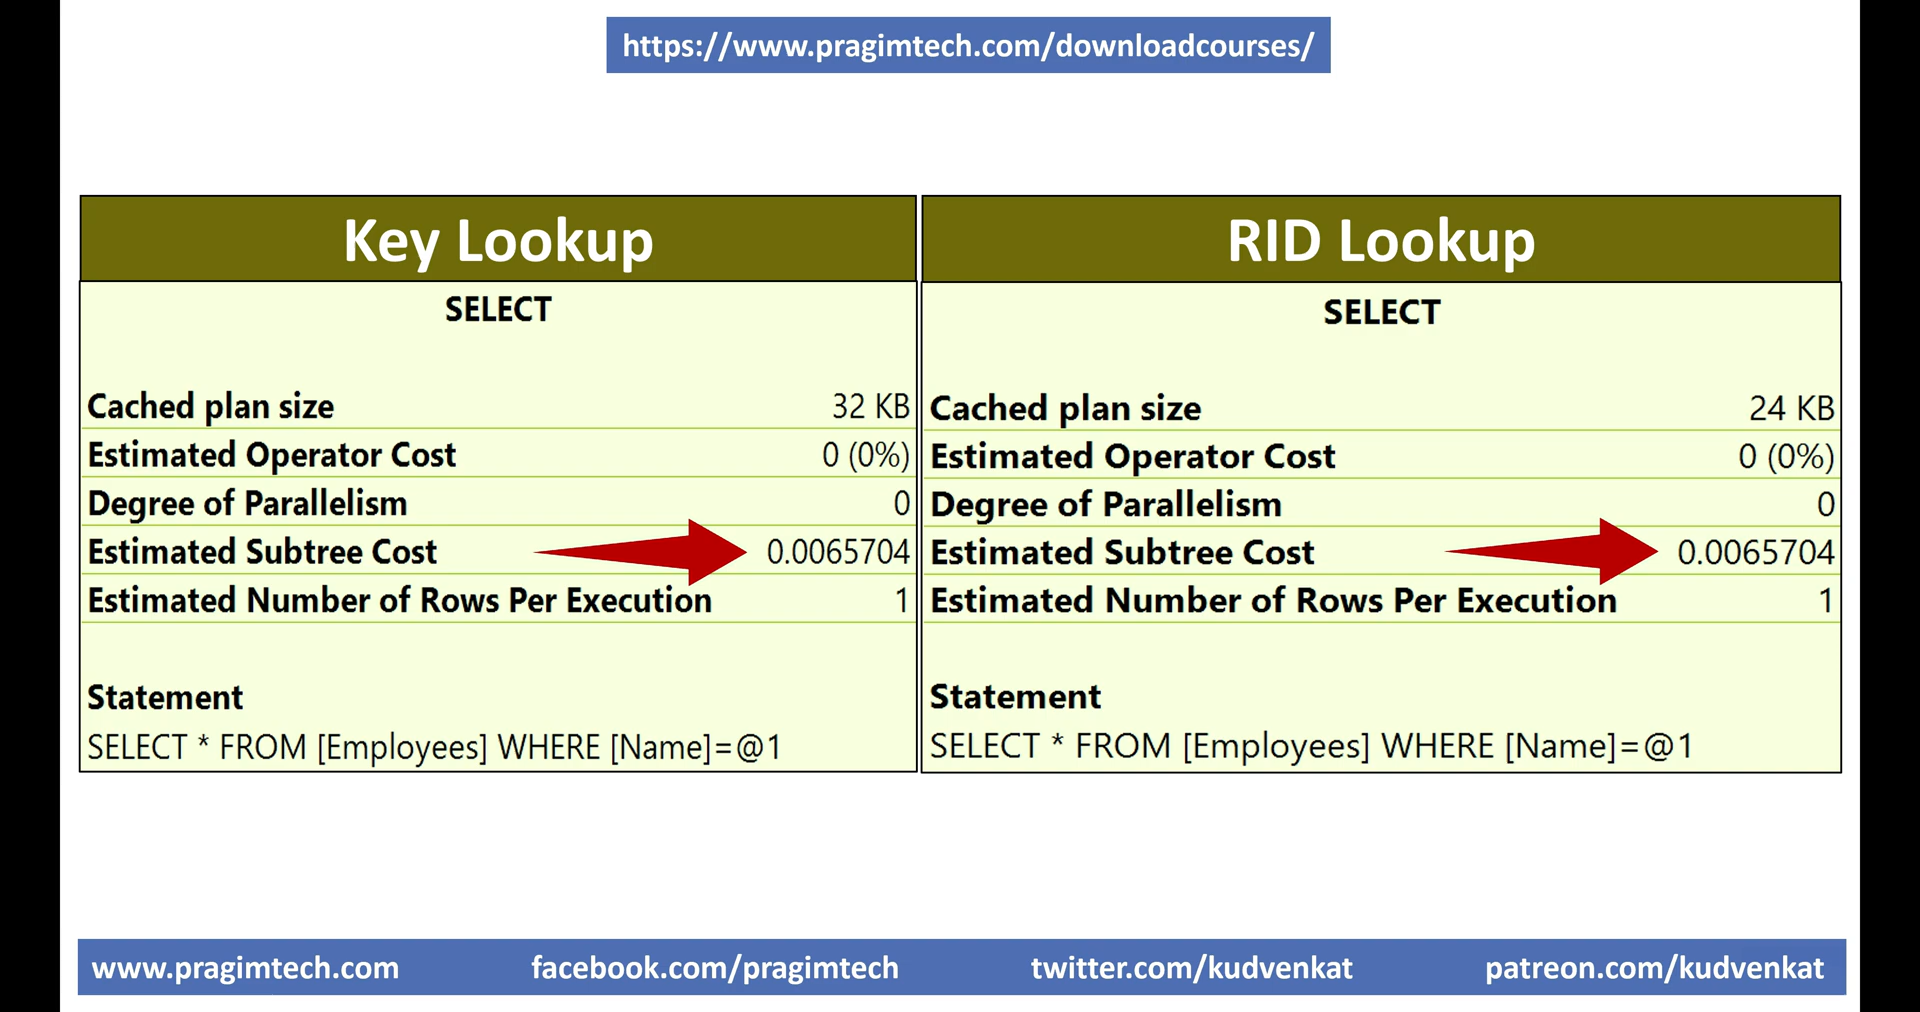 https://www.pragimtech.com/downloadcourses/
Key Lookup
SELECT
Cached plan size 32 KB
Estimated Operator Cost 0 (0%)
Degree of Parallelism 0
Estimated Subtree Cost 0.0065704
Estimated Number of Rows Per Execution 1
Statement
SELECT * FROM [Employees] WHERE [Name]=@1
RID Lookup
SELECT
Cached plan size 24 KB
Estimated Operator Cost 0 (0%)
Degree of Parallelism 0
Estimated Subtree Cost 0.0065704
Estimated Number of Rows Per Execution 1
Statement
SELECT * FROM [Employees] WHERE [Name]=@1
www.pragimtech.com facebook.com/pragimtech twitter.com/kudvenkat patreon.com/kudvenkat